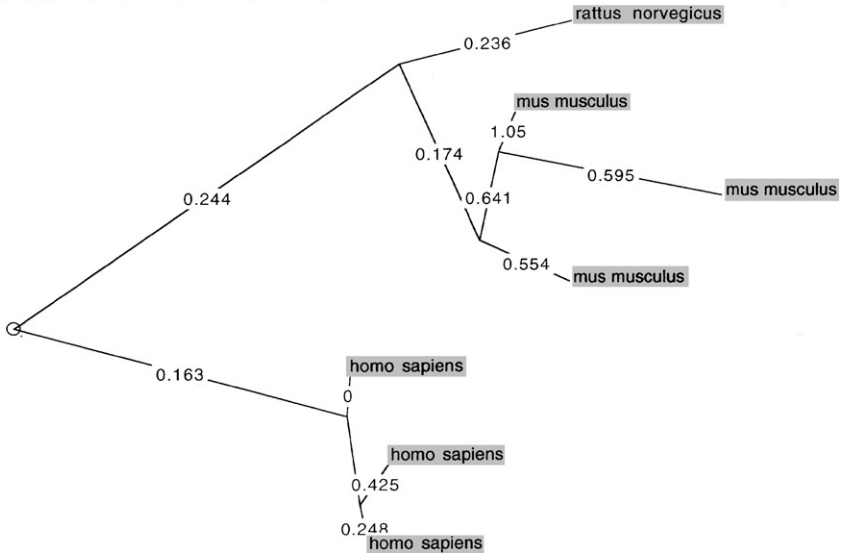 rattus norvegicus
0.236
mus musculus
1.05
0.174
0.595
mus musculus
0.641
0.244
0.554
mus musculus
homo sapiens
0.163
0
homo sapiens
0.425
0.248
homo sapiens